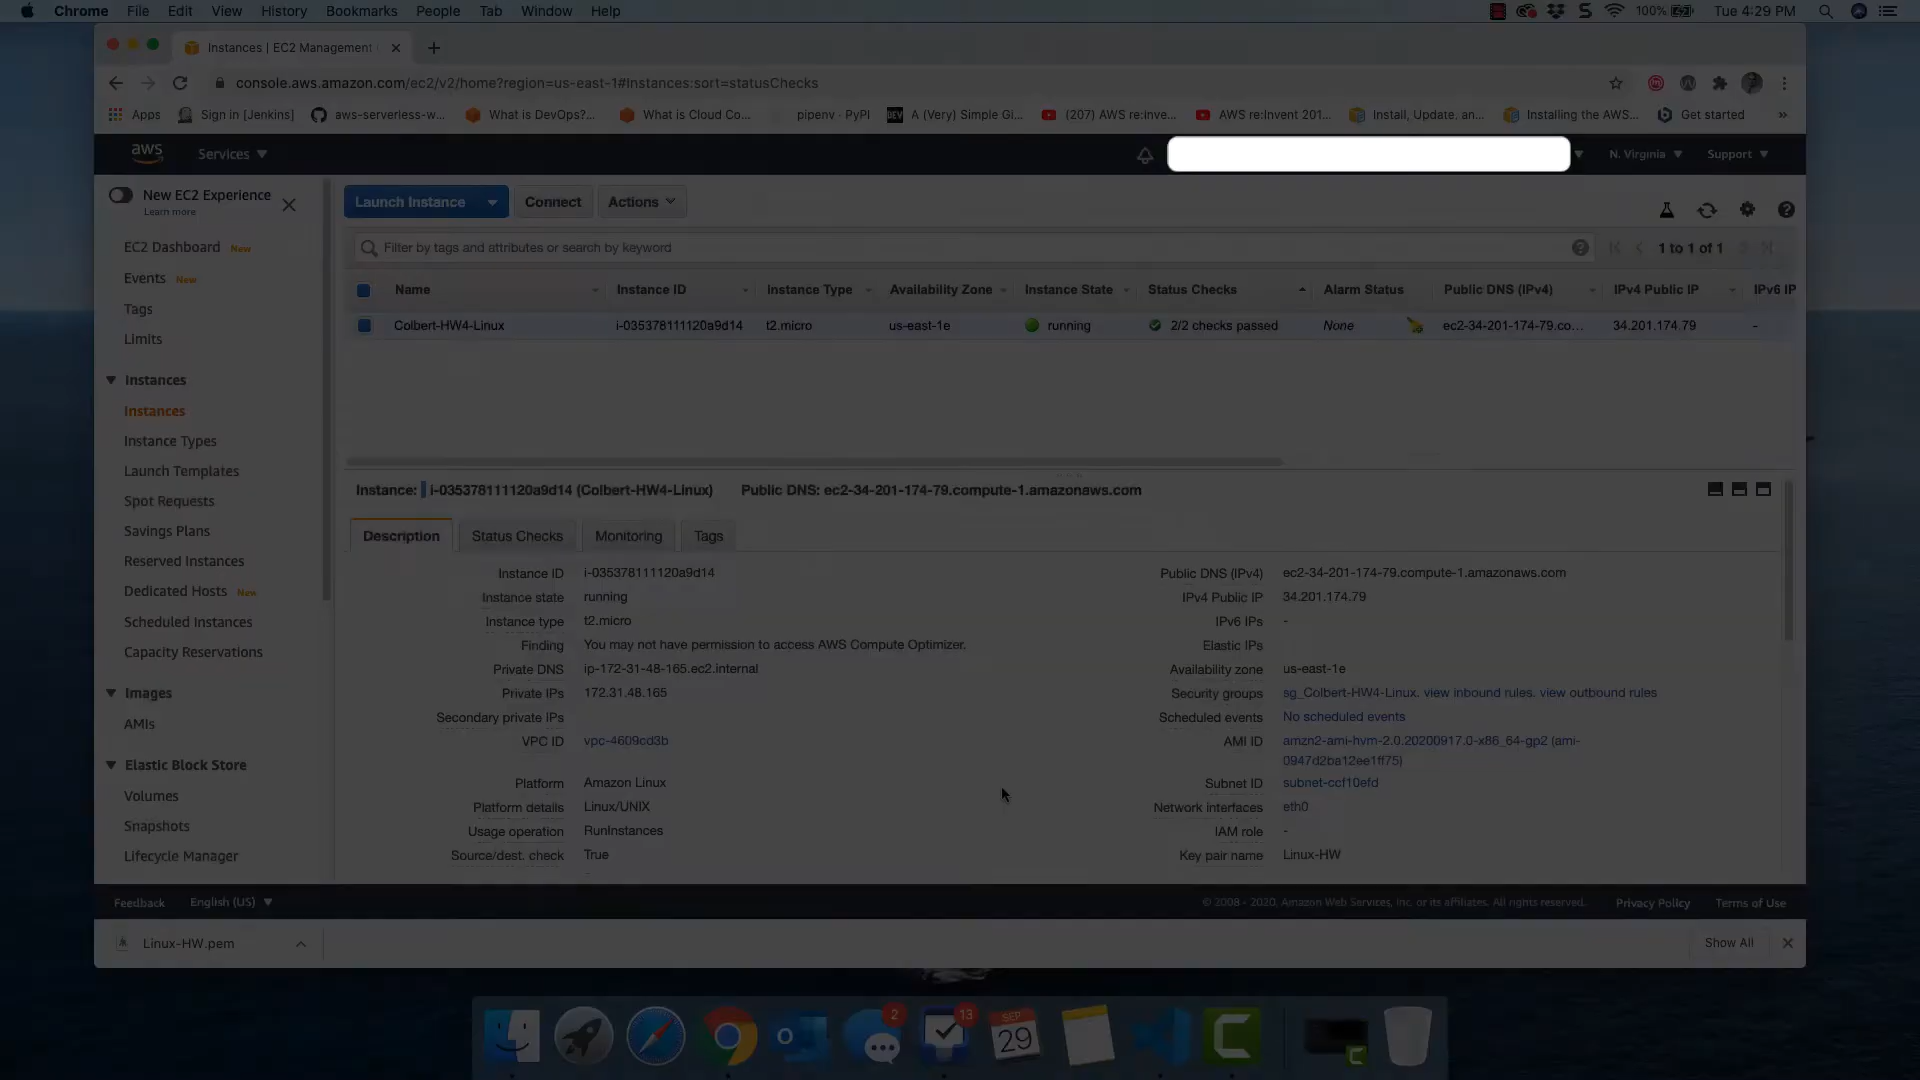 Chrome File Edit View History Bookmarks People Tab Window Help 100% Tue 4:29 PM
Instances | EC2 Management
console.aws.amazon.com/ec2/v2/home?region=us-east-1#Instances:sort=statusChecks
Apps Sign in [Jenkins] aws-serverless-w... What is DevOps?... What is Cloud Co... pipenv · PyPI DEV A (Very) Simple Gi... (207) AWS re:Inve... AWS re:Invent 201... Install, Update, an... Installing the AWS... Get started »
aws Services N. Virginia Support
New EC2 Experience
Learn more
Launch Instance Connect Actions
EC2 Dashboard New
Filter by tags and attributes or search by keyword 1 to 1 of 1
Events New
Name Instance ID Instance Type Availability Zone Instance State Status Checks Alarm Status Public DNS (IPv4) IPv4 Public IP IPv6 IP
Tags
Colbert-HW4-Linux i-035378111120a9d14 t2.micro us-east-1e running 2/2 checks passed None ec2-34-201-174-79.co... 34.201.174.79 -
Limits
Instances
Instances
Instance Types
Launch Templates
Spot Requests
Savings Plans
Reserved Instances
Dedicated Hosts New
Scheduled Instances
Capacity Reservations
Images
AMIs
Elastic Block Store
Volumes
Snapshots
Lifecycle Manager
Instance: i-035378111120a9d14 (Colbert-HW4-Linux) Public DNS: ec2-34-201-174-79.compute-1.amazonaws.com
Description Status Checks Monitoring Tags
Instance ID i-035378111120a9d14 Public DNS (IPv4) ec2-34-201-174-79.compute-1.amazonaws.com
Instance state running IPv4 Public IP 34.201.174.79
Instance type t2.micro IPv6 IPs -
Finding You may not have permission to access AWS Compute Optimizer. Elastic IPs
Private DNS ip-172-31-48-165.ec2.internal Availability zone us-east-1e
Private IPs 172.31.48.165 Security groups sg_Colbert-HW4-Linux. view inbound rules. view outbound rules
Secondary private IPs Scheduled events No scheduled events
VPC ID vpc-4609cd3b AMI ID amzn2-ami-hvm-2.0.20200917.0-x86_64-gp2 (ami-
0947d2ba12ee1ff75)
Platform Amazon Linux Subnet ID subnet-ccf10efd
Platform details Linux/UNIX Network interfaces eth0
Usage operation RunInstances IAM role -
Source/dest. check True Key pair name Linux-HW
Feedback English (US) © 2008 - 2020, Amazon Web Services, Inc. or its affiliates. All rights reserved. Privacy Policy Terms of Use
Linux-HW.pem Show All
2 13 SEP
29